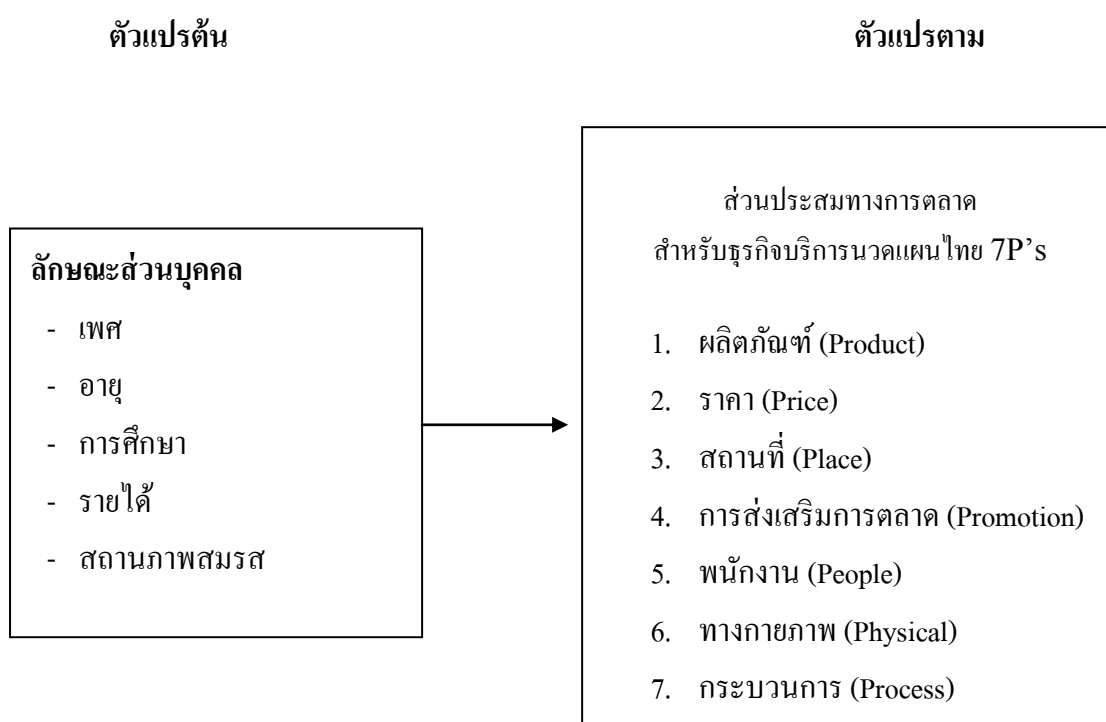 ตัวแปรต้น
ตัวแปรตาม
ลักษณะส่วนบุคคล
- เพศ
- อายุ
- การศึกษา
- รายได้
- สถานภาพสมรส
ส่วนประสมทางการตลาด
สำหรับธุรกิจบริการนวดแผนไทย 7P’s
1. ผลิตภัณฑ์ (Product)
2. ราคา (Price)
3. สถานที่ (Place)
4. การส่งเสริมการตลาด (Promotion)
5. พนักงาน (People)
6. ทางกายภาพ (Physical)
7. กระบวนการ (Process)